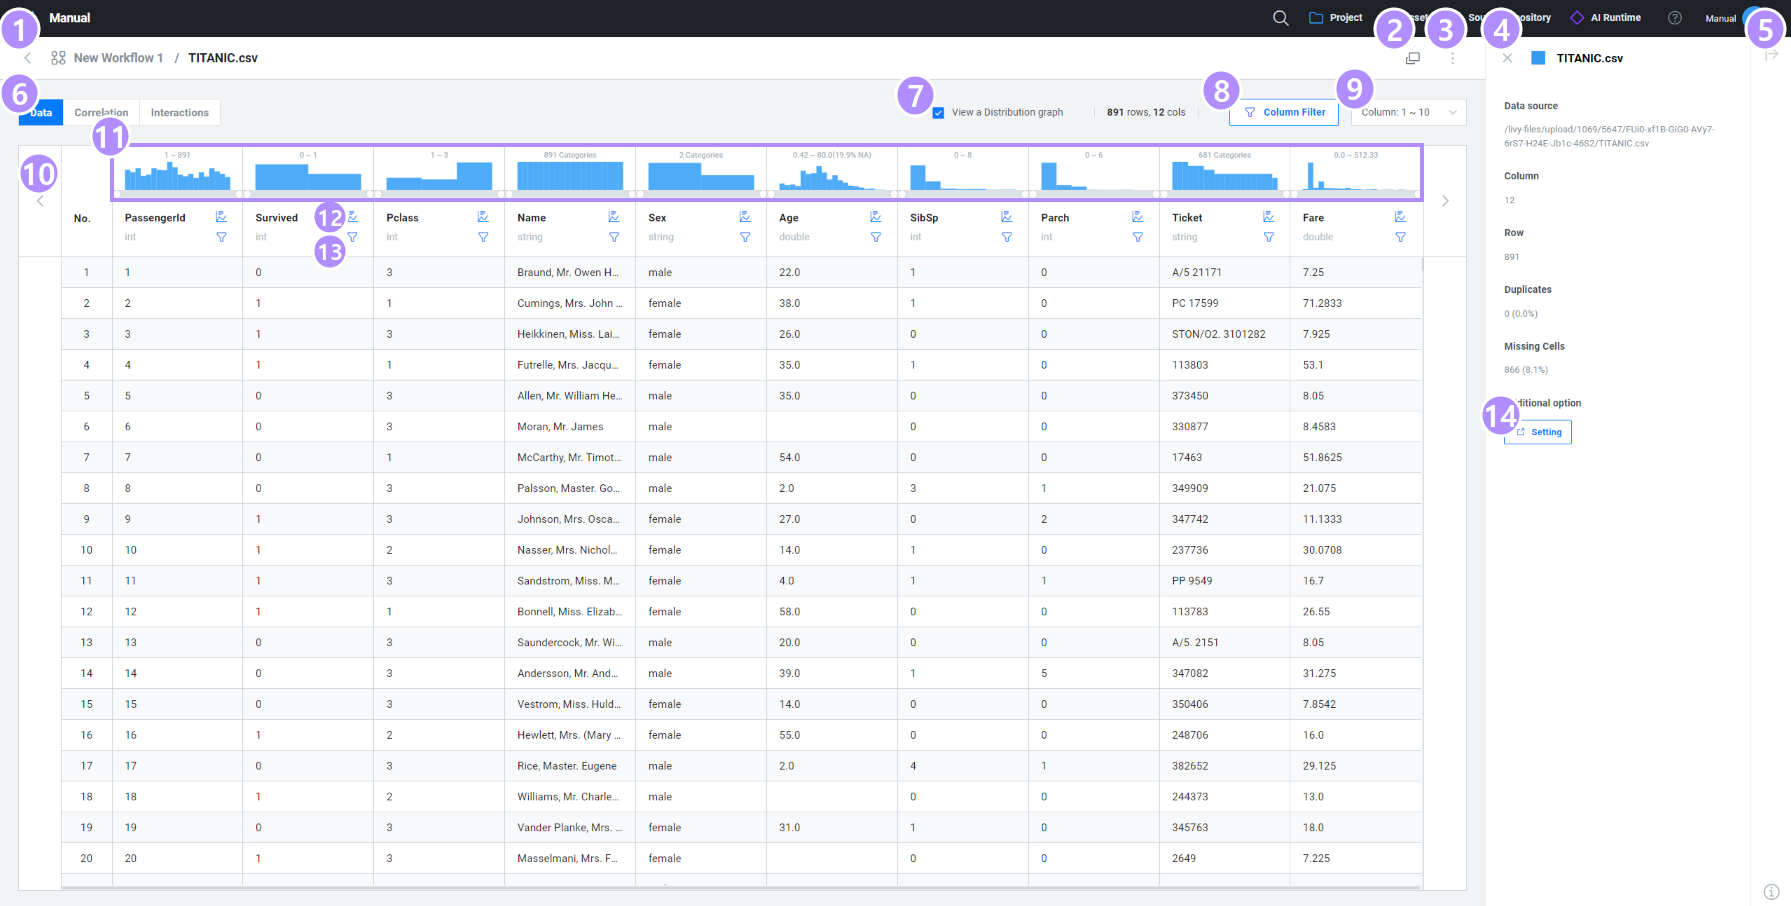 Manual
Project
Manual
AI Runtime
1
2
3
4
5
New Workflow 1 / TITANIC.csv
TITANIC.csv
6
7
8
9
Data
Correlation
Interactions
View a Distribution graph
891 rows, 12 cols
Column Filter
Column: 1 ~ 10
10
11
1 ~ 891
0 ~ 1
1 ~ 3
891 Categories
2 Categories
0.42 ~ 80.0(19.9% NA)
0 ~ 8
0 ~ 6
681 Categories
0.0 ~ 512.33
12
13
No. PassengerId Survived Pclass Name Sex Age SibSp Parch Ticket Fare
int int int string string double int int string double
1 1 0 3 Braund, Mr. Owen H... male 22.0 1 0 A/5 21171 7.25
2 2 1 1 Cumings, Mrs. John ... female 38.0 1 0 PC 17599 71.2833
3 3 1 3 Heikkinen, Miss. Lai... female 26.0 0 0 STON/O2. 3101282 7.925
4 4 1 1 Futrelle, Mrs. Jacqu... female 35.0 1 0 113803 53.1
5 5 0 3 Allen, Mr. William He... male 35.0 0 0 373450 8.05
6 6 0 3 Moran, Mr. James male 0 0 330877 8.4583
7 7 0 1 McCarthy, Mr. Timot... male 54.0 0 0 17463 51.8625
8 8 0 3 Palsson, Master. Go... male 2.0 3 1 349909 21.075
9 9 1 3 Johnson, Mrs. Osca... female 27.0 0 2 347742 11.1333
10 10 1 2 Nasser, Mrs. Nichol... female 14.0 1 0 237736 30.0708
11 11 1 3 Sandstrom, Miss. M... female 4.0 1 1 PP 9549 16.7
12 12 1 1 Bonnell, Miss. Elizab... female 58.0 0 0 113783 26.55
13 13 0 3 Saundercock, Mr. Wi... male 20.0 0 0 A/5. 2151 8.05
14 14 0 3 Andersson, Mr. And... male 39.0 1 5 347082 31.275
15 15 0 3 Vestrom, Miss. Huld... female 14.0 0 0 350406 7.8542
16 16 1 2 Hewlett, Mrs. (Mary ... female 55.0 0 0 248706 16.0
17 17 0 3 Rice, Master. Eugene male 2.0 4 1 382652 29.125
18 18 1 2 Williams, Mr. Charle... male 0 0 244373 13.0
19 19 0 3 Vander Planke, Mrs. ... female 31.0 1 0 345763 18.0
20 20 1 3 Masselmani, Mrs. F... female 0 0 2649 7.225
Data source
/livy-files/upload/1069/5647/FUi0-xf1B-GiG0-AVy7-
6rS7-H24E-Jb1c-46S2/TITANIC.csv
Column
12
Row
891
Duplicates
0 (0.0%)
Missing Cells
866 (8.1%)
option
14
Setting